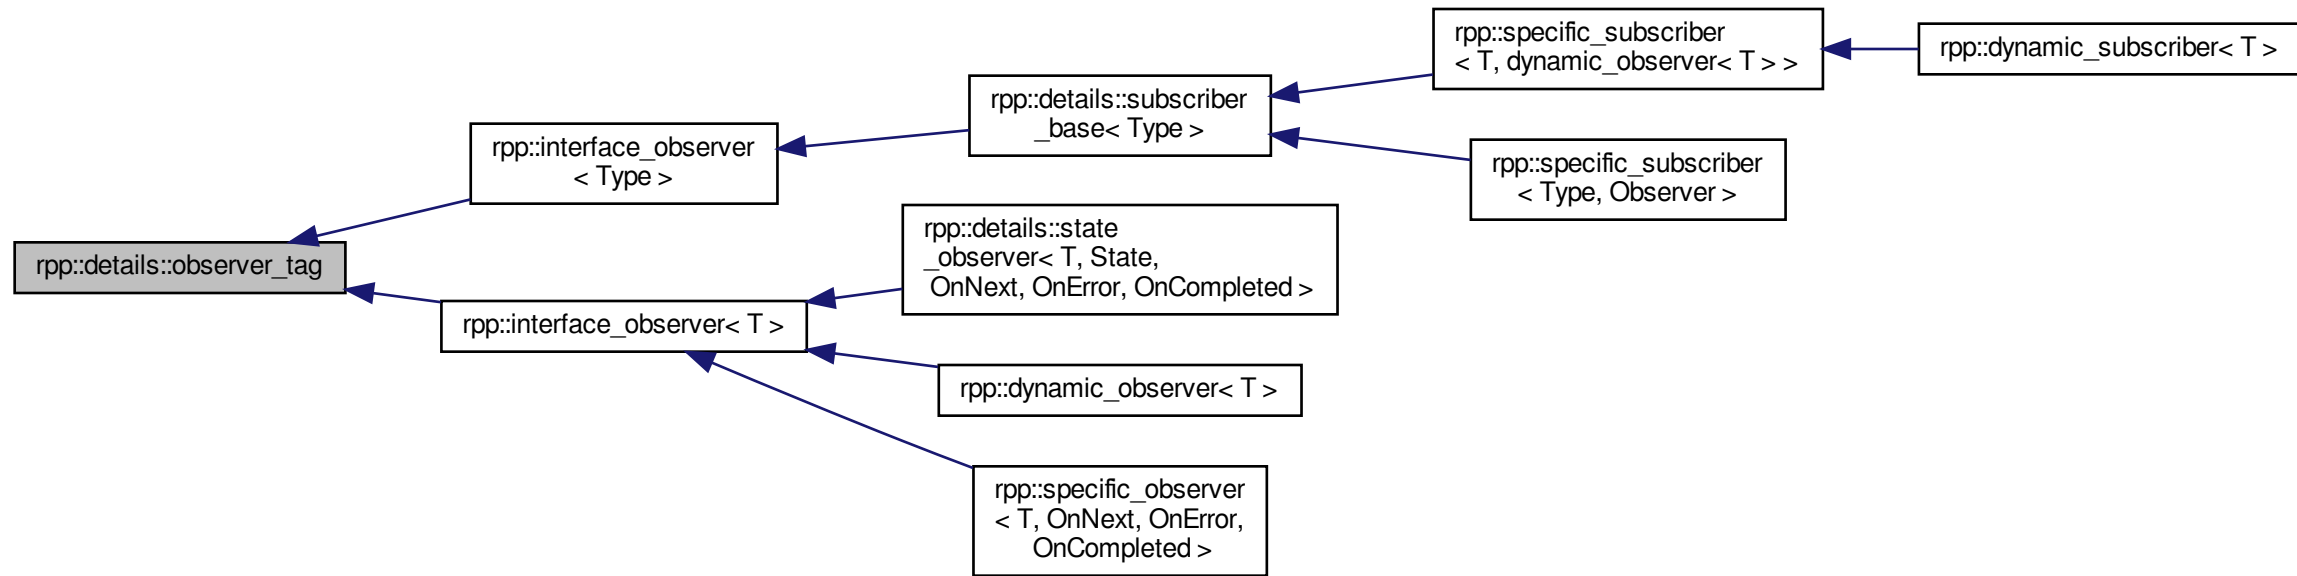 rpp::details::observer_tag
rpp::interface_observer
< Type >
rpp::details::subscriber
_base< Type >
rpp::specific_subscriber
< T, dynamic_observer< T > >
rpp::dynamic_subscriber< T >
rpp::specific_subscriber
< Type, Observer >
rpp::interface_observer< T >
rpp::details::state
_observer< T, State,
OnNext, OnError, OnCompleted >
rpp::dynamic_observer< T >
rpp::specific_observer
< T, OnNext, OnError,
OnCompleted >